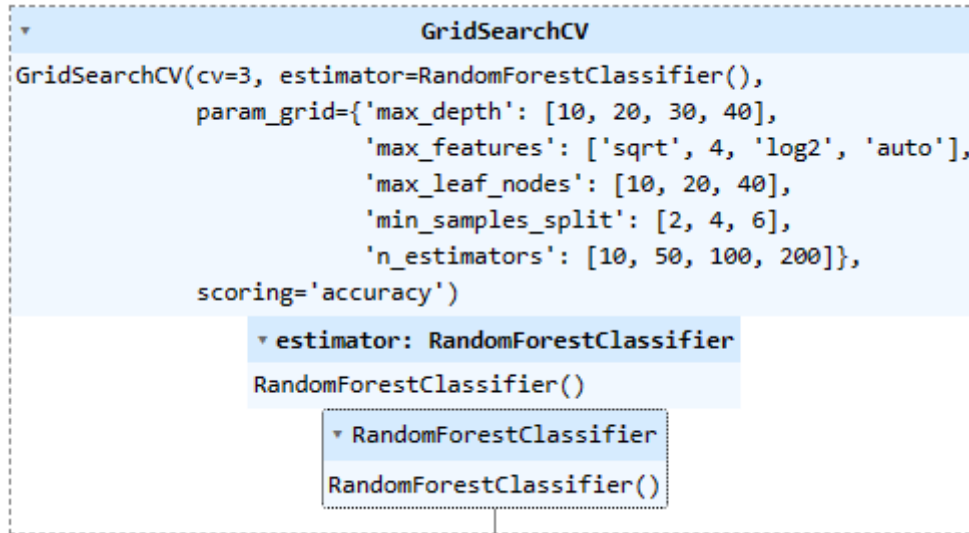 GridSearchCV
GridSearchCV(cv=3, estimator=RandomForestClassifier(),
param_grid={'max_depth': [10, 20, 30, 40],
'max_features': ['sqrt', 4, 'log2', 'auto'],
'max_leaf_nodes': [10, 20, 40],
'min_samples_split': [2, 4, 6],
'n_estimators': [10, 50, 100, 200]},
scoring='accuracy')
estimator: RandomForestClassifier
RandomForestClassifier()
RandomForestClassifier
RandomForestClassifier()